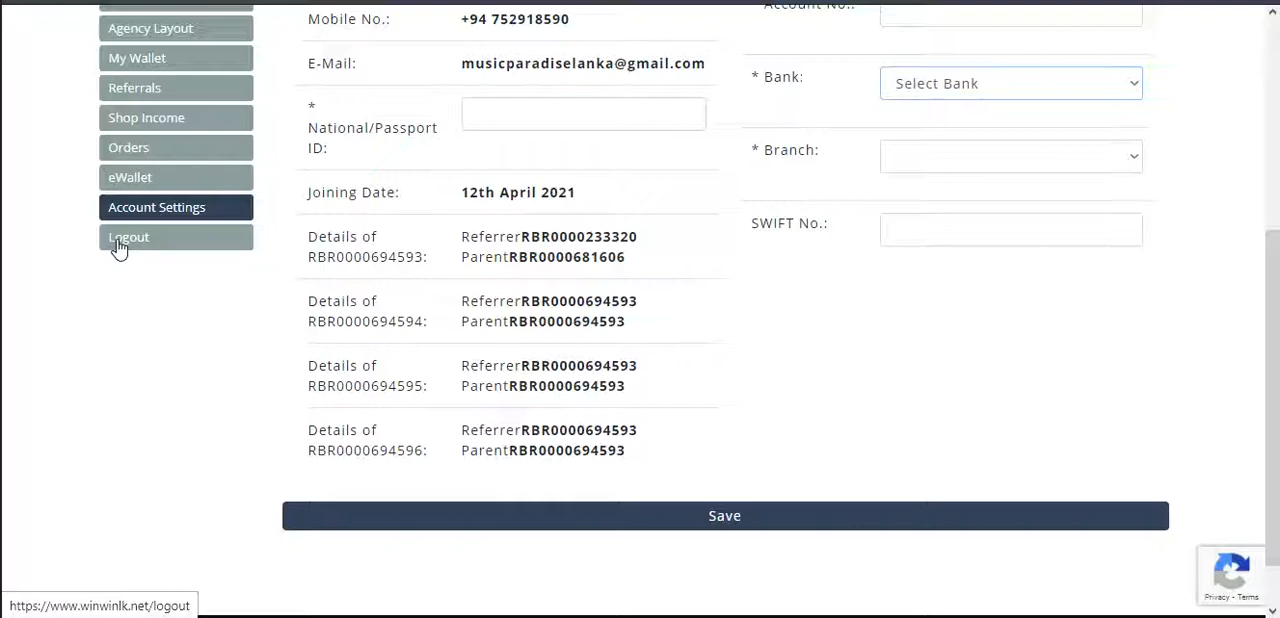 Agency Layout
My Wallet
Referrals
Shop Income
Orders
eWallet
Account Settings
Logout
Mobile No.:
+94 752918590
E-Mail:
musicparadiselanka@gmail.com
*
National/Passport
ID:
Joining Date:
12th April 2021
Details of
RBR0000694593:
ReferrerRBR0000233320
ParentRBR0000681606
Details of
RBR0000694594:
ReferrerRBR0000694593
ParentRBR0000694593
Details of
RBR0000694595:
ReferrerRBR0000694593
ParentRBR0000694593
Details of
RBR0000694596:
ReferrerRBR0000694593
ParentRBR0000694593
Account No.:
* Bank:
Select Bank
* Branch:
SWIFT No.:
Save
Privacy - Terms
https://www.winwinlk.net/logout